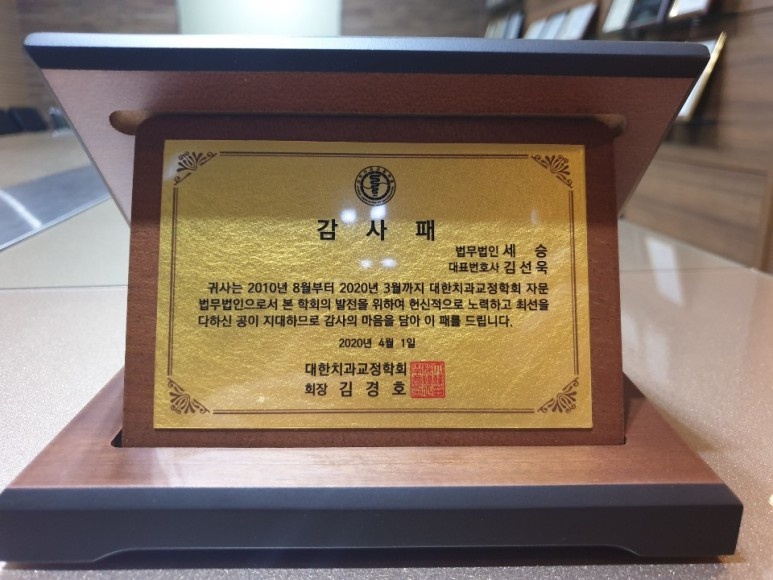 감 사 패
법무법인 세 승
대표변호사 김선욱
귀사는 2010년 8월부터 2020년 3월까지 대한치과교정학회 자문
법무법인으로서 본 학회의 발전을 위하여 헌신적으로 노력하고 최선을
다하신 공이 지대하므로 감사의 마음을 담아 이 패를 드립니다.
2020년 4월 1일
대한치과교정학회
회장 김 경 호